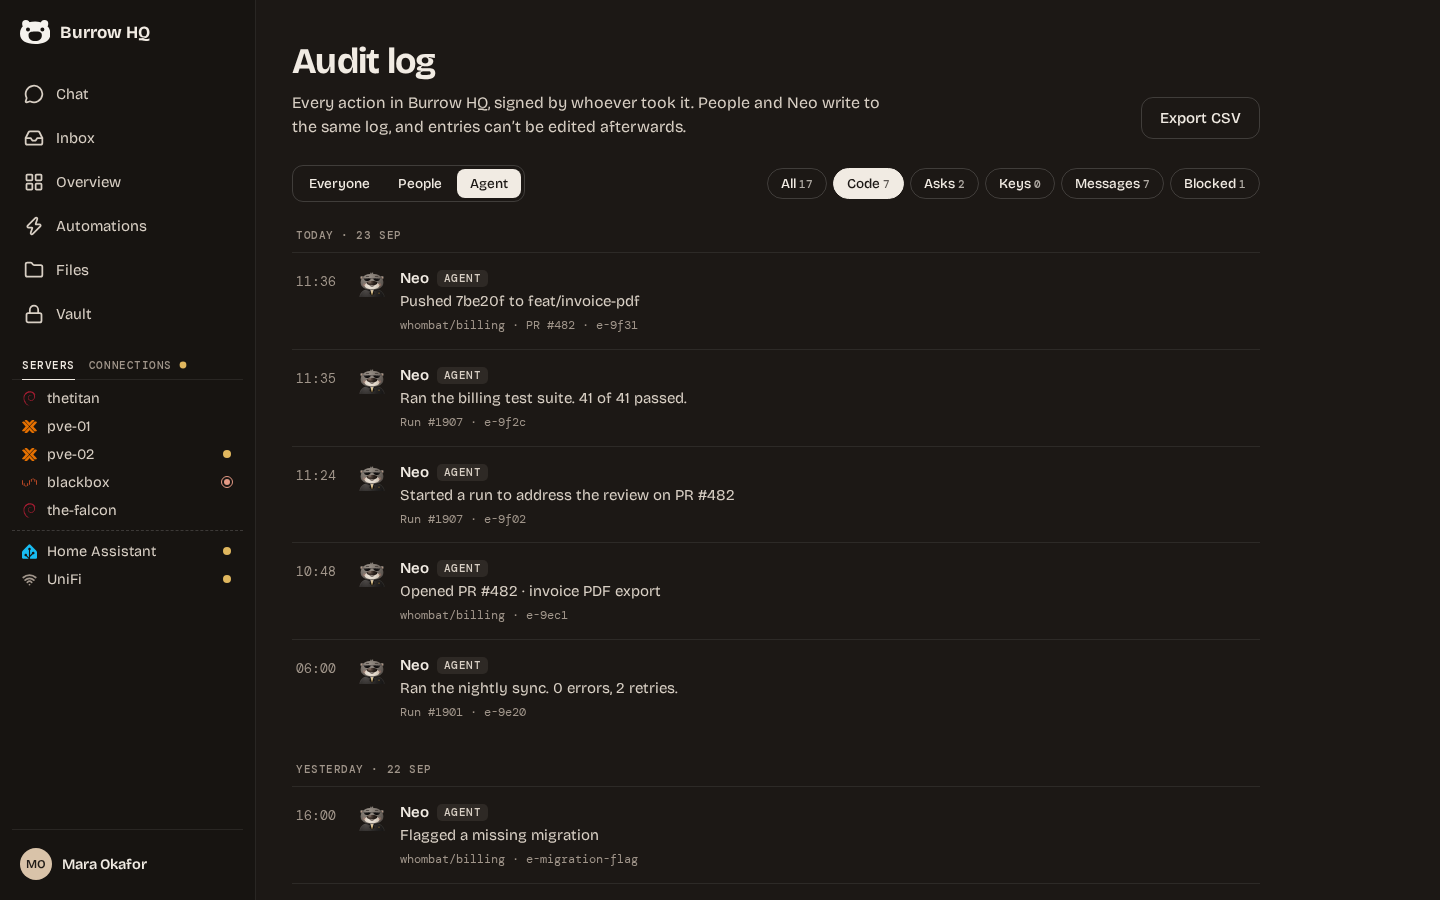 Burrow HQ
Chat
Inbox
Overview
Automations
Files
Vault
SERVERS CONNECTIONS
thetitan
pve-01
pve-02
blackbox
the-falcon
Home Assistant
UniFi
MO Mara Okafor
Audit log
Every action in Burrow HQ, signed by whoever took it. People and Neo write to
the same log, and entries can't be edited afterwards.
Export CSV
Everyone People Agent
All 17 Code 7 Asks 2 Keys 0 Messages 7 Blocked 1
TODAY · 23 SEP
11:36 Neo AGENT
Pushed 7be20f to feat/invoice-pdf
whombat/billing · PR #482 · e-9f31
11:35 Neo AGENT
Ran the billing test suite. 41 of 41 passed.
Run #1907 · e-9f2c
11:24 Neo AGENT
Started a run to address the review on PR #482
Run #1907 · e-9f02
10:48 Neo AGENT
Opened PR #482 · invoice PDF export
whombat/billing · e-9ec1
06:00 Neo AGENT
Ran the nightly sync. 0 errors, 2 retries.
Run #1901 · e-9e20
YESTERDAY · 22 SEP
16:00 Neo AGENT
Flagged a missing migration
whombat/billing · e-migration-flag